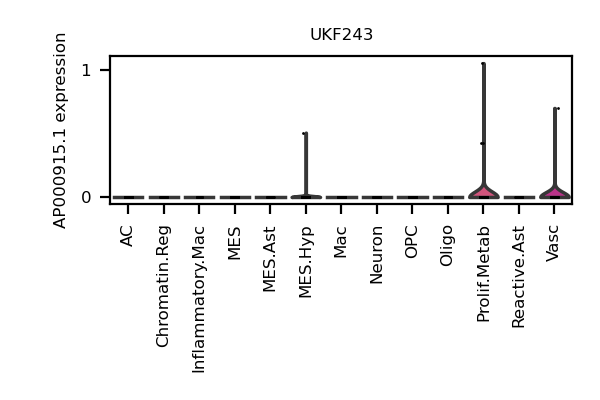 UKF243
AP000915.1 expression
1
0
AC
Chromatin.Reg
Inflammatory.Mac
MES
MES.Ast
MES.Hyp
Mac
Neuron
OPC
Oligo
Prolif.Metab
Reactive.Ast
Vasc